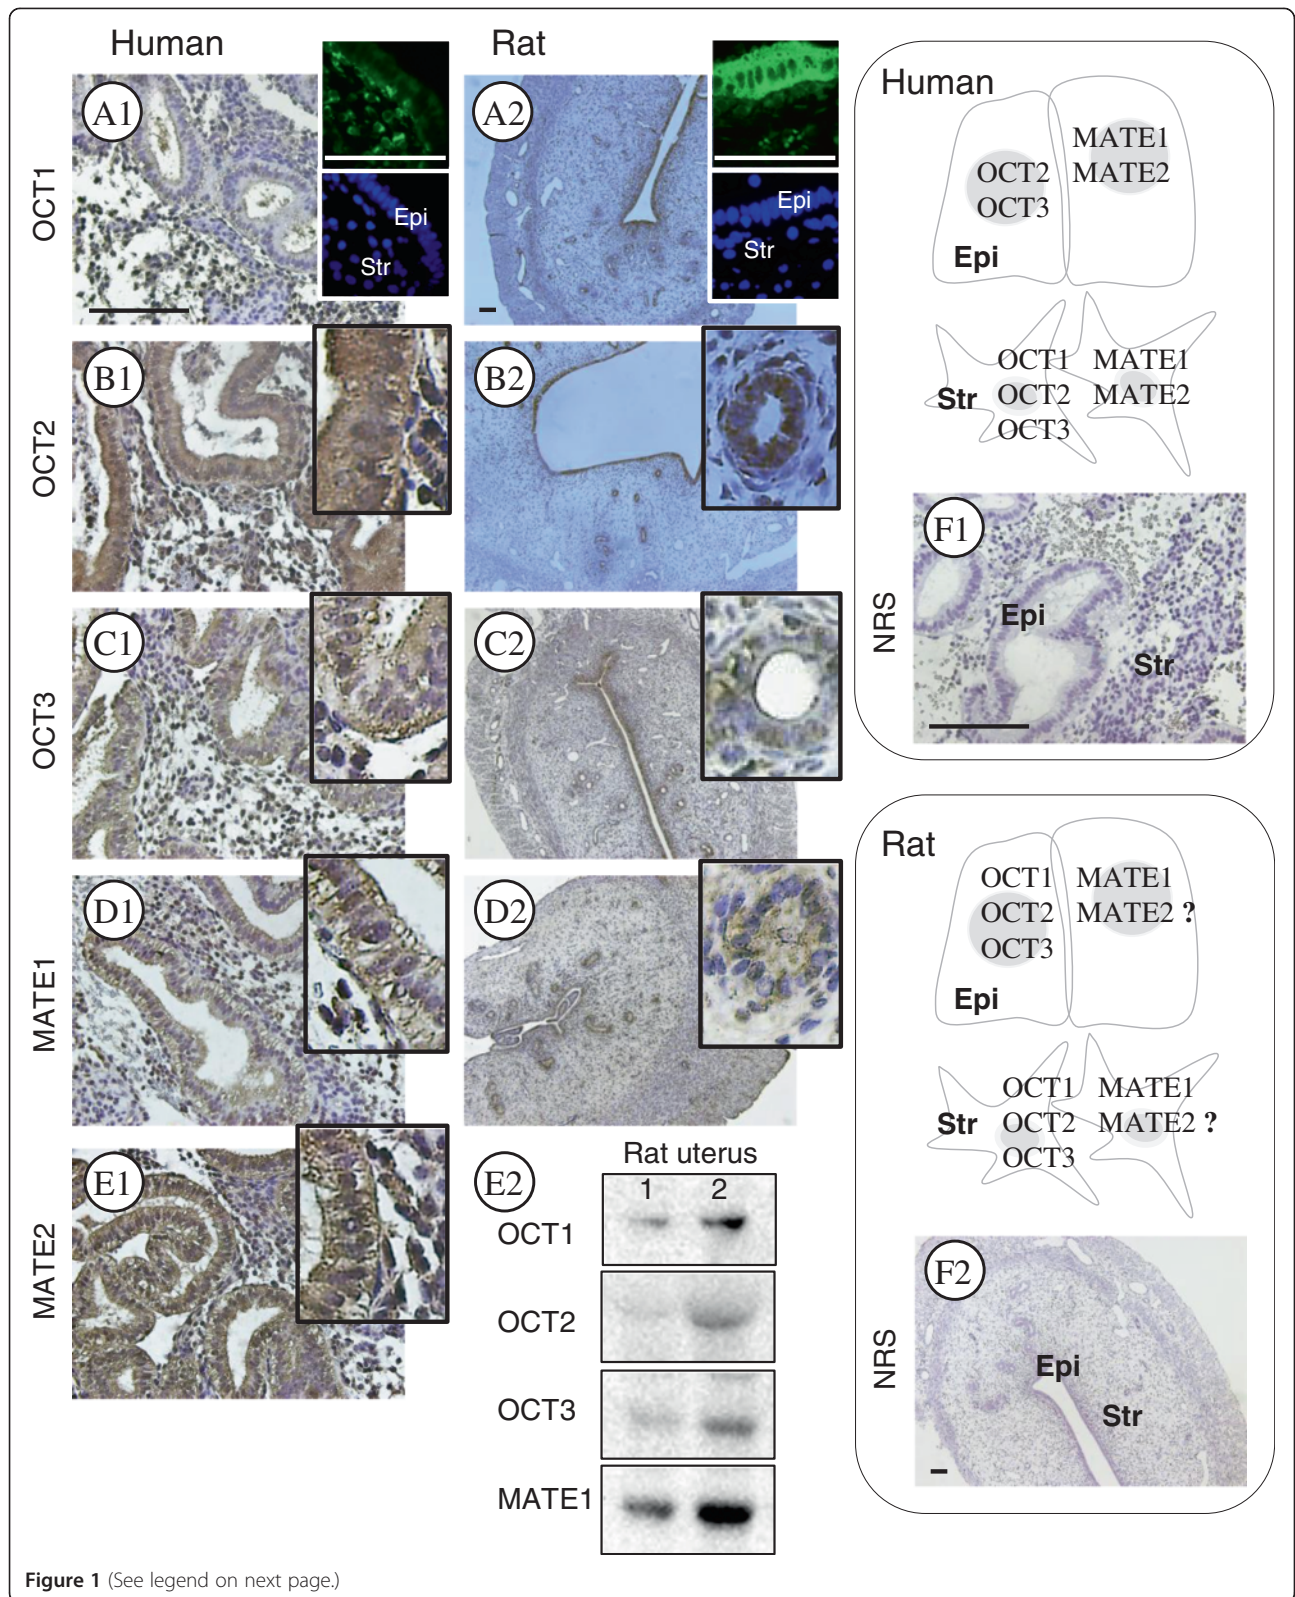 Human
Rat
OCT1
A1
Epi
Str
A2
Epi
Str
OCT2
B1
B2
OCT3
C1
C2
MATE1
D1
D2
MATE2
E1
E2
Rat uterus
1 2
OCT1
OCT2
OCT3
MATE1
Human
OCT2
OCT3
MATE1
MATE2
Epi
Str
OCT1
OCT2
OCT3
MATE1
MATE2
NRS
F1
Epi
Str
Rat
OCT1
OCT2
OCT3
MATE1
MATE2 ?
Epi
Str
OCT1
OCT2
OCT3
MATE1
MATE2 ?
NRS
F2
Epi
Str
Figure 1 (See legend on next page.)